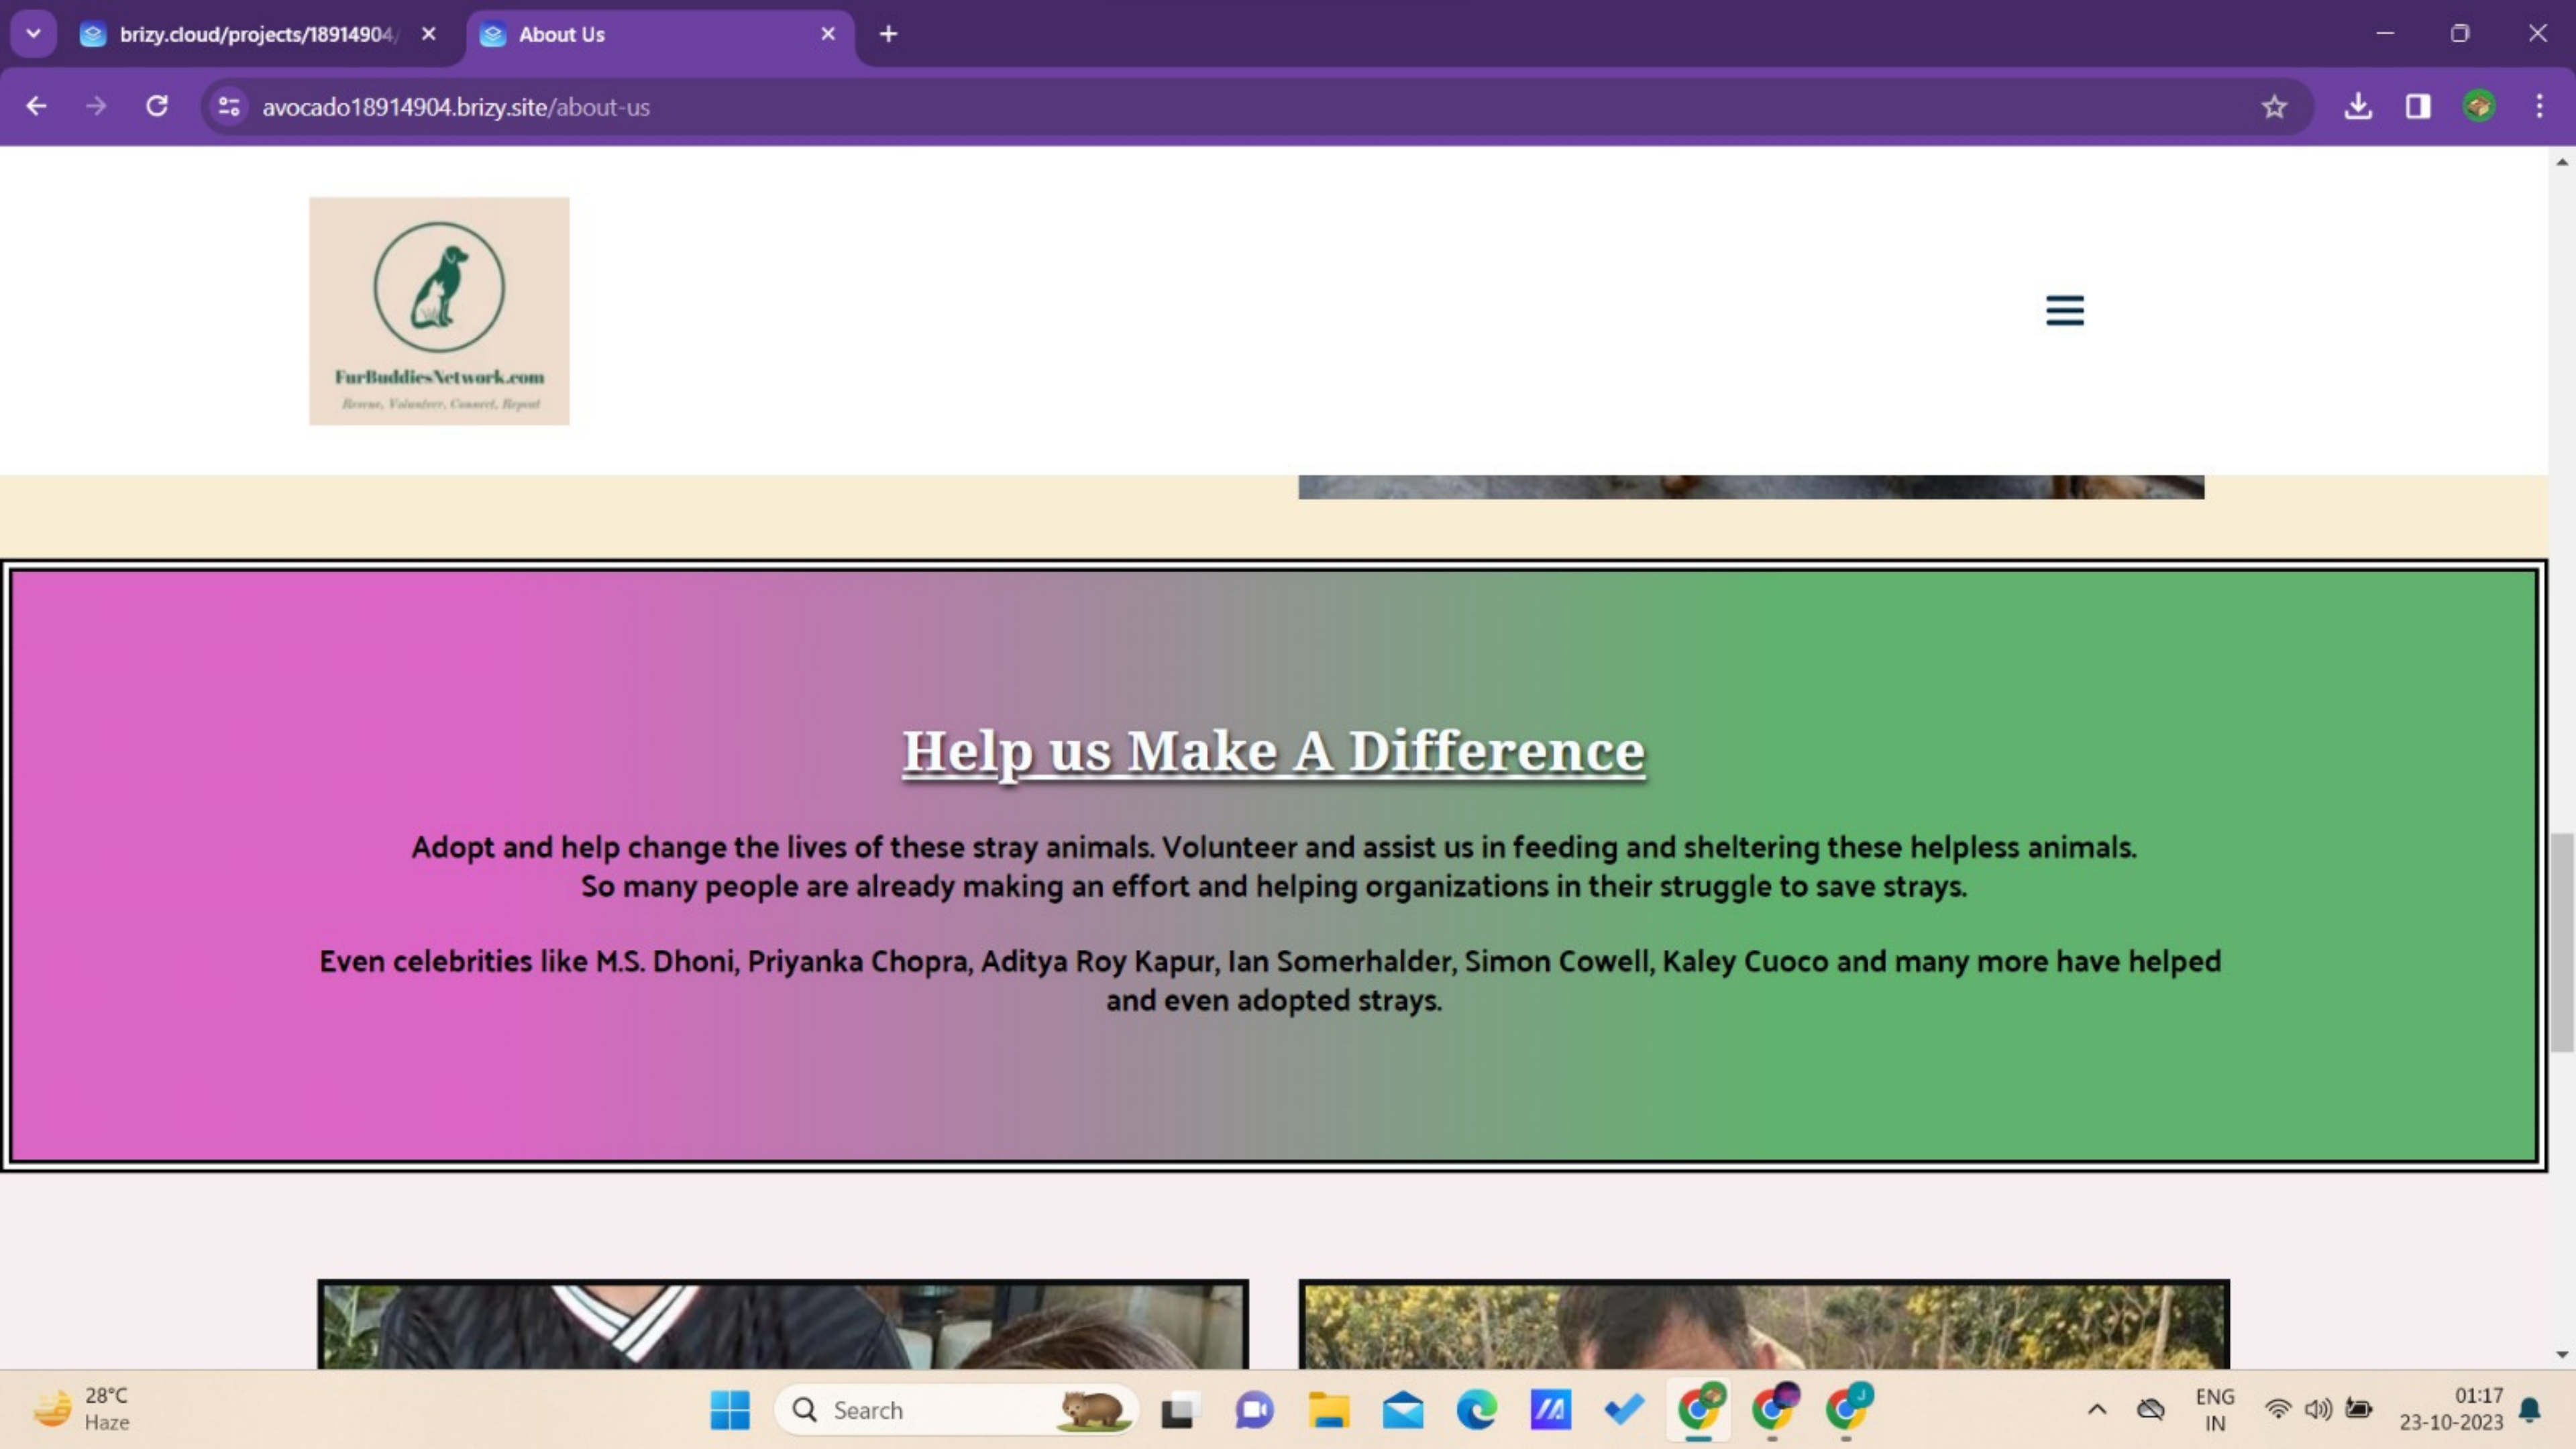 brizy.cloud/projects/18914904/
About Us
avocado18914904.brizy.site/about-us
FurBuddiesNetwork.com
Rescue, Volunteer, Connect, Repeat
Help us Make A Difference
Adopt and help change the lives of these stray animals. Volunteer and assist us in feeding and sheltering these helpless animals.
So many people are already making an effort and helping organizations in their struggle to save strays.
Even celebrities like M.S. Dhoni, Priyanka Chopra, Aditya Roy Kapur, Ian Somerhalder, Simon Cowell, Kaley Cuoco and many more have helped
and even adopted strays.
28°C
Haze
Search
J
ENG
IN
01:17
23-10-2023